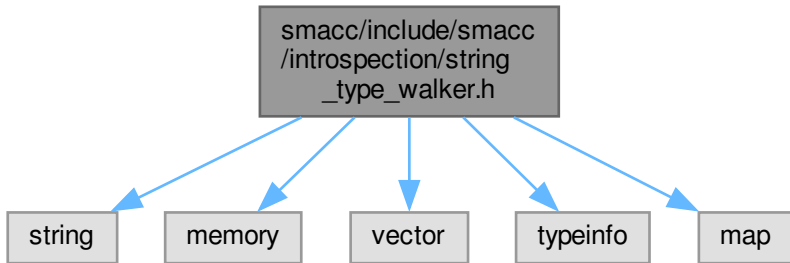 smacc/include/smacc
/introspection/string
_type_walker.h
string
memory
vector
typeinfo
map